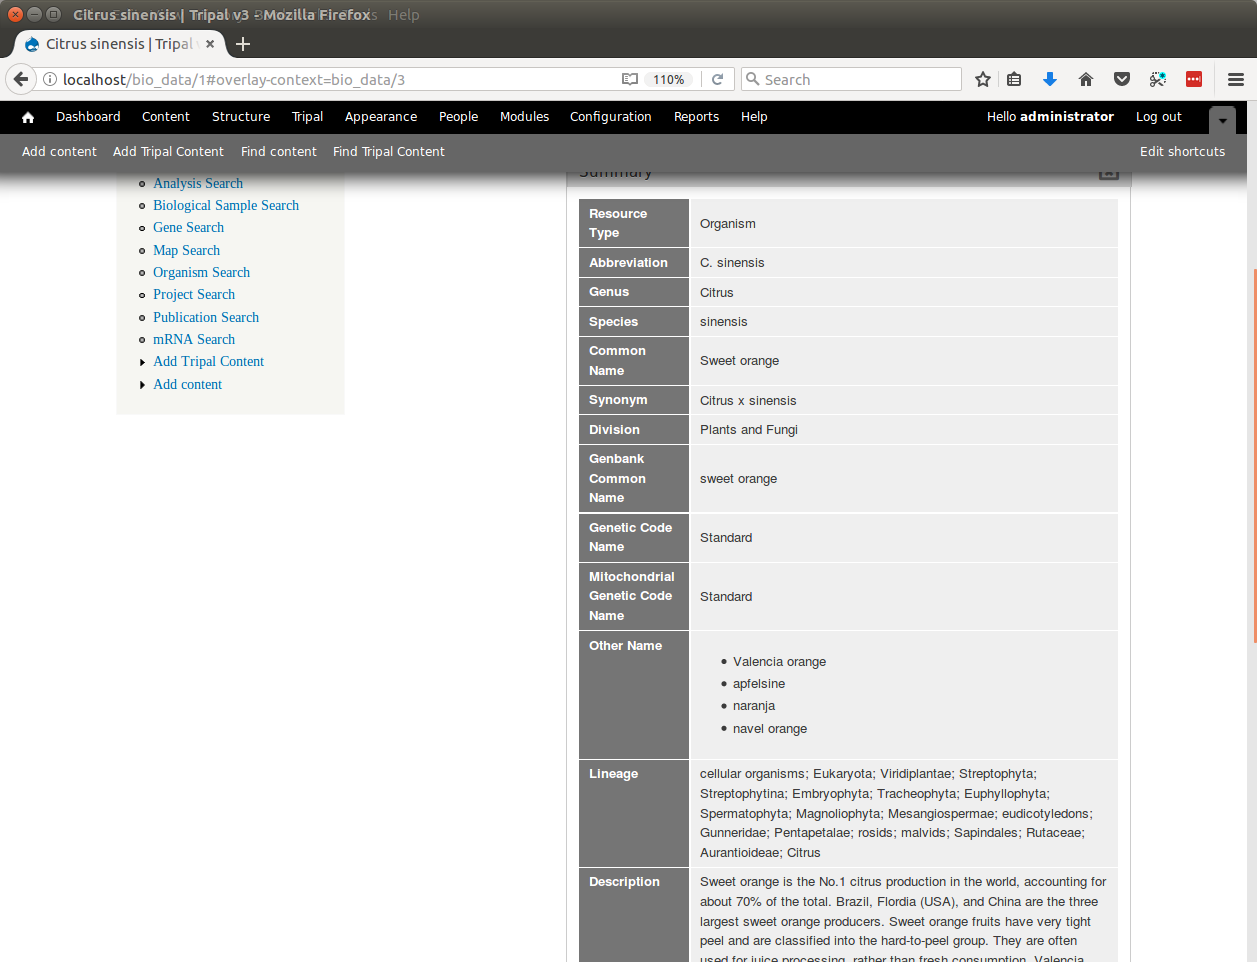 Citrus sinensis | Tripal v3 - Mozilla Firefox
Help
Citrus sinensis | Tripal
localhost/bio_data/1#overlay-context=bio_data/3
110%
Search
Dashboard Content Structure Tripal Appearance People Modules Configuration Reports Help
Hello administrator Log out
Add content Add Tripal Content Find content Find Tripal Content
Edit shortcuts
Analysis Search
Biological Sample Search
Gene Search
Map Search
Organism Search
Project Search
Publication Search
mRNA Search
Add Tripal Content
Add content
Summary
Resource
Type
Organism
Abbreviation C. sinensis
Genus Citrus
Species sinensis
Common
Name
Sweet orange
Synonym Citrus x sinensis
Division Plants and Fungi
Genbank
Common
Name
sweet orange
Genetic Code
Name
Standard
Mitochondrial
Genetic Code
Name
Standard
Other Name
Valencia orange
apfelsine
naranja
navel orange
Lineage
cellular organisms; Eukaryota; Viridiplantae; Streptophyta;
Streptophytina; Embryophyta; Tracheophyta; Euphyllophyta;
Spermatophyta; Magnoliophyta; Mesangiospermae; eudicotyledons;
Gunneridae; Pentapetalae; rosids; malvids; Sapindales; Rutaceae;
Aurantioideae; Citrus
Description
Sweet orange is the No.1 citrus production in the world, accounting for
about 70% of the total. Brazil, Flordia (USA), and China are the three
largest sweet orange producers. Sweet orange fruits have very tight
peel and are classified into the hard-to-peel group. They are often
used for juice processing, rather than fresh consumption. Valencia